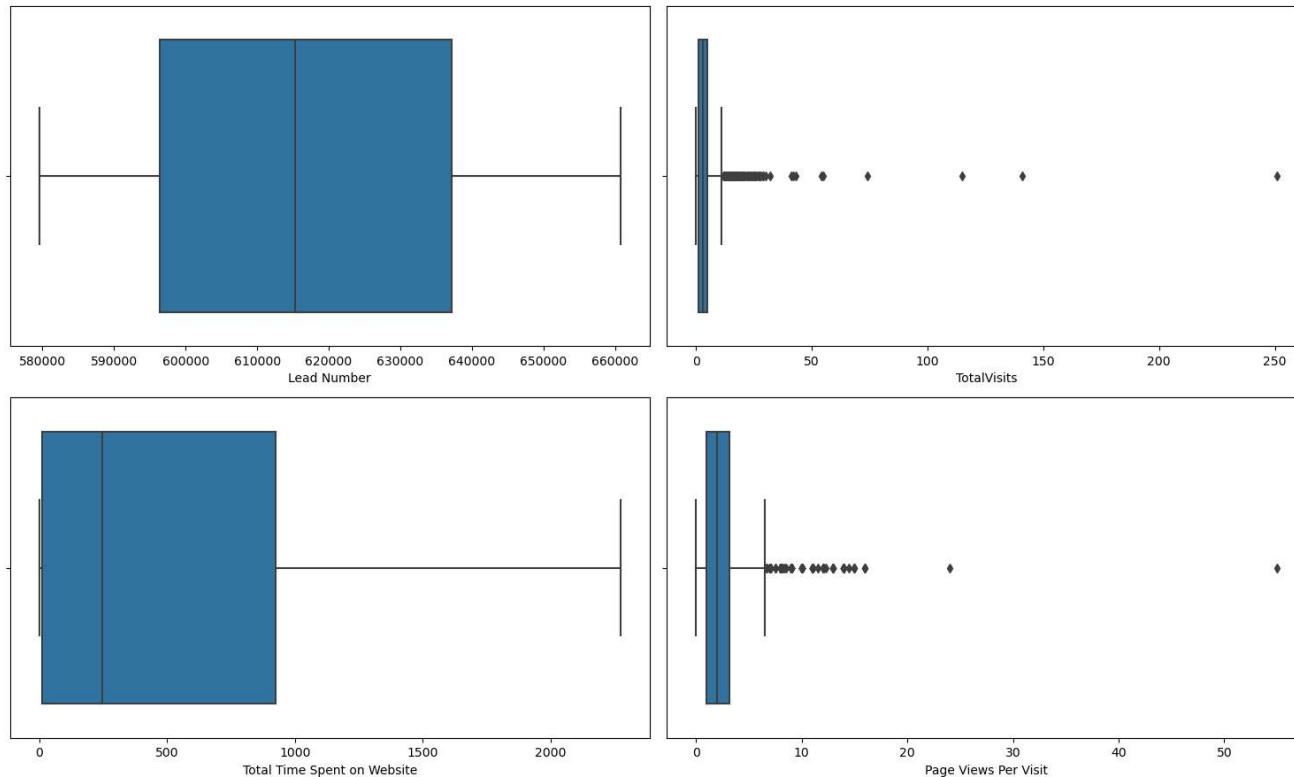 580000 590000 600000 610000 620000 630000 640000 650000 660000
Lead Number
0 50 100 150 200 250
TotalVisits
0 500 1000 1500 2000
Total Time Spent on Website
0 10 20 30 40 50
Page Views Per Visit